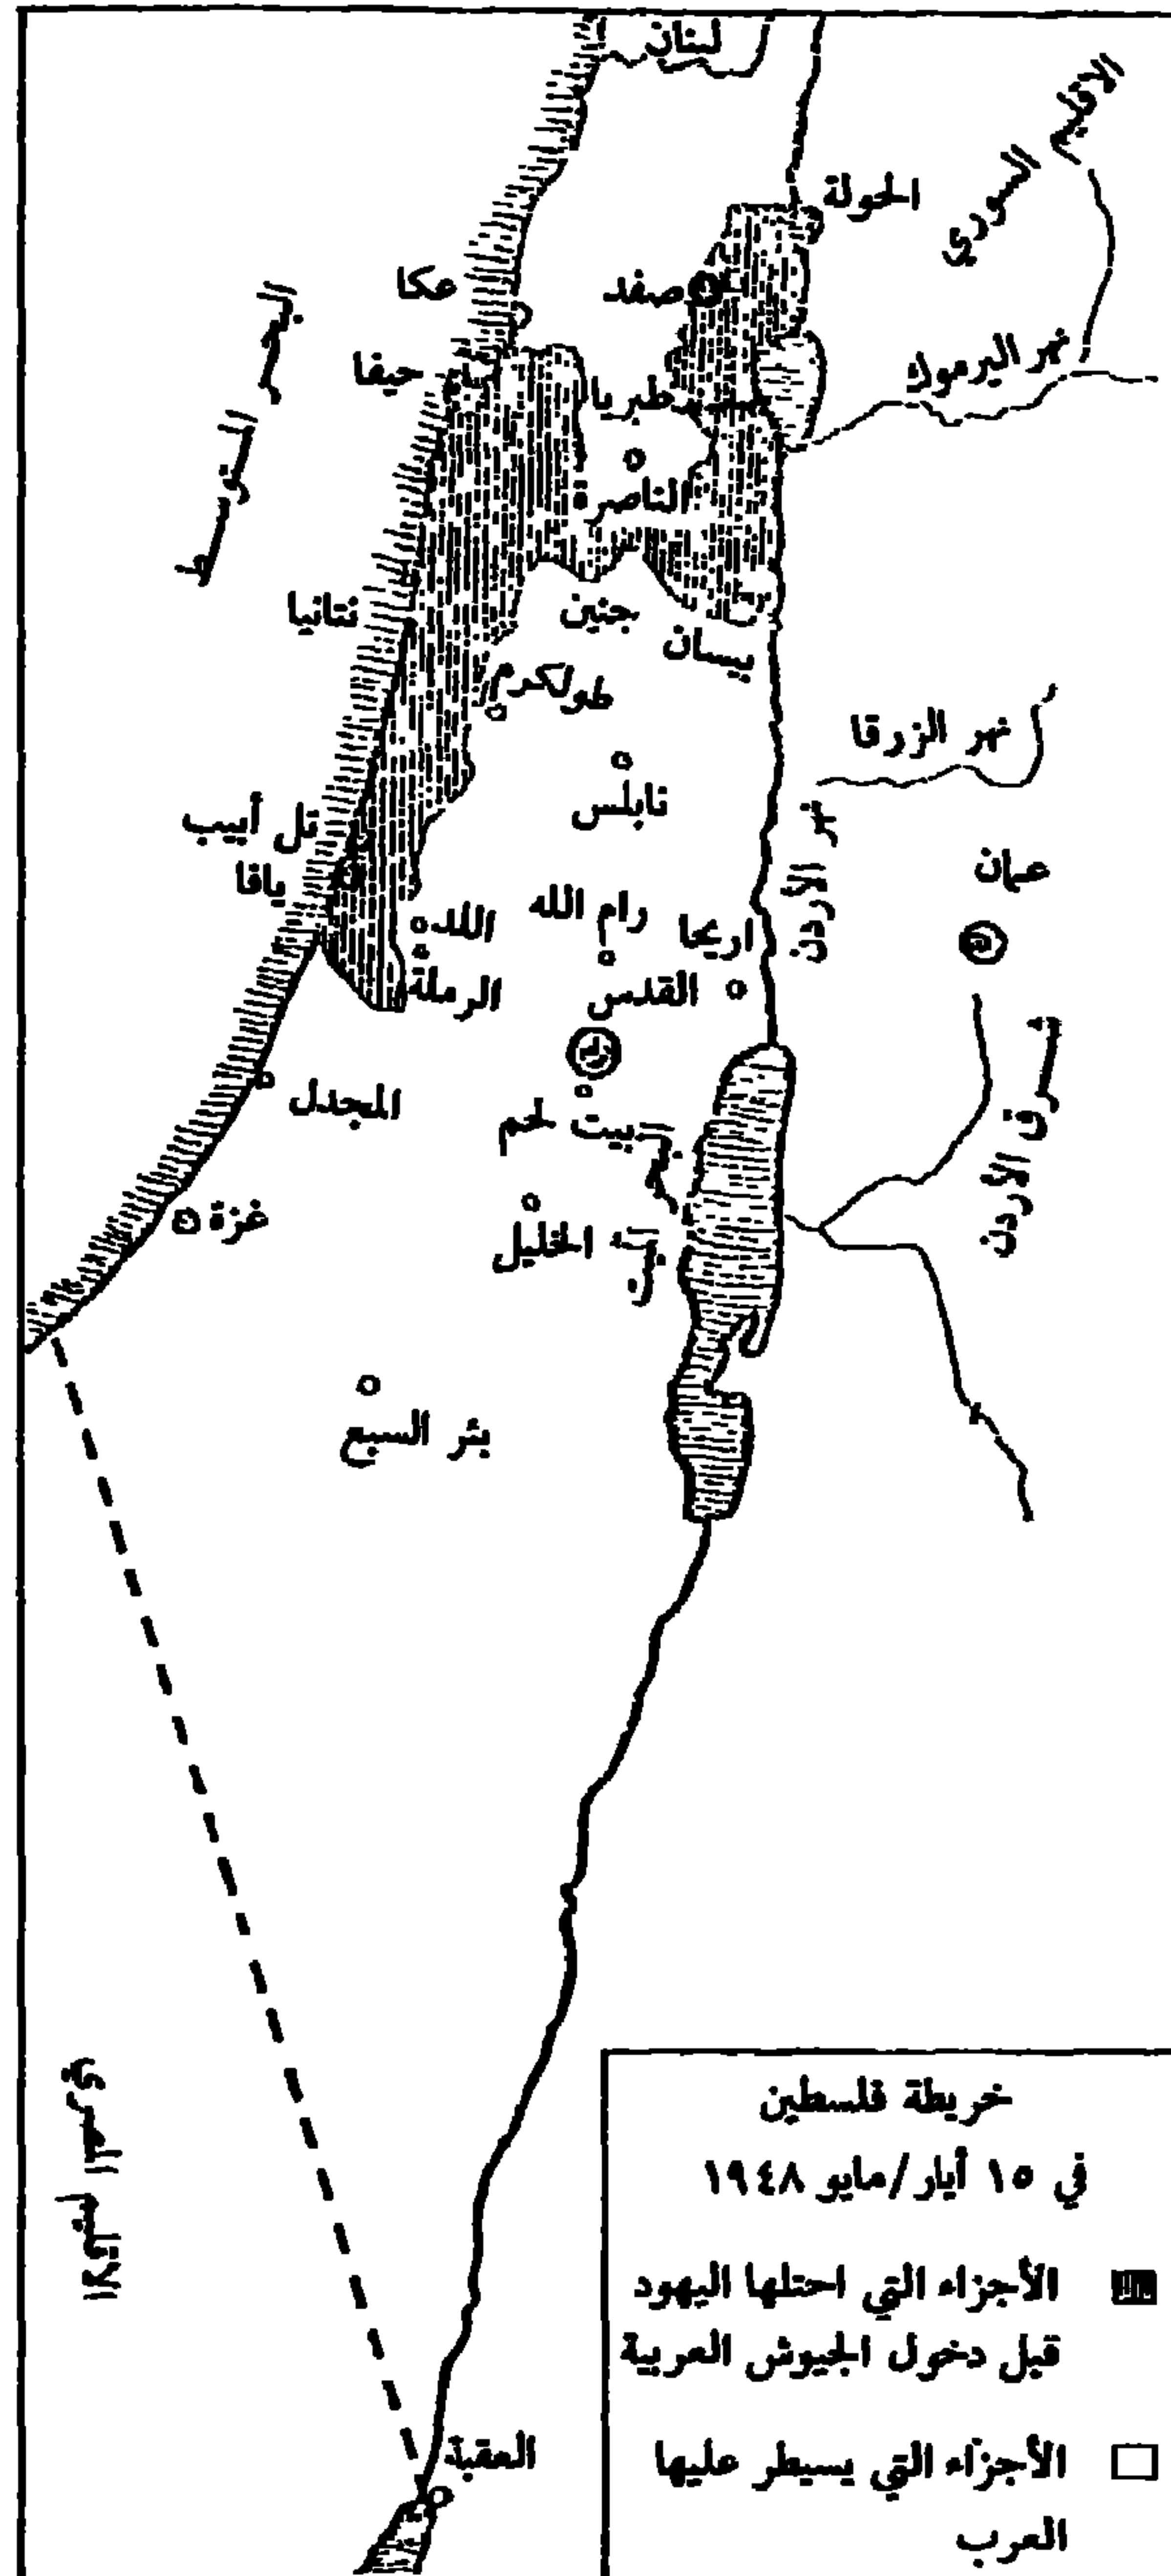 لبنان
الاقليم السوري
الحولة
عكا
صفد
البحر المتوسط
حيفا
طبريا
نهر اليرموك
الناصرة
نتانيا
جنين
بيسان
طولكرم
نهر الزرقا
نابلس
تل أبيب
نهر الأردن
عمان
يافا
اللد
رام الله
اريحا
الرملة
القدس
شرق الأردن
المجدل
بيت لحم
غزة
الخليل
بئر السبع
خريطة فلسطين
في ١٥ أيار/مايو ١٩٤٨
الأجزاء التي احتلها اليهود
قبل دخول الجيوش العربية
العقبة
الأجزاء التي يسيطر عليها
العرب